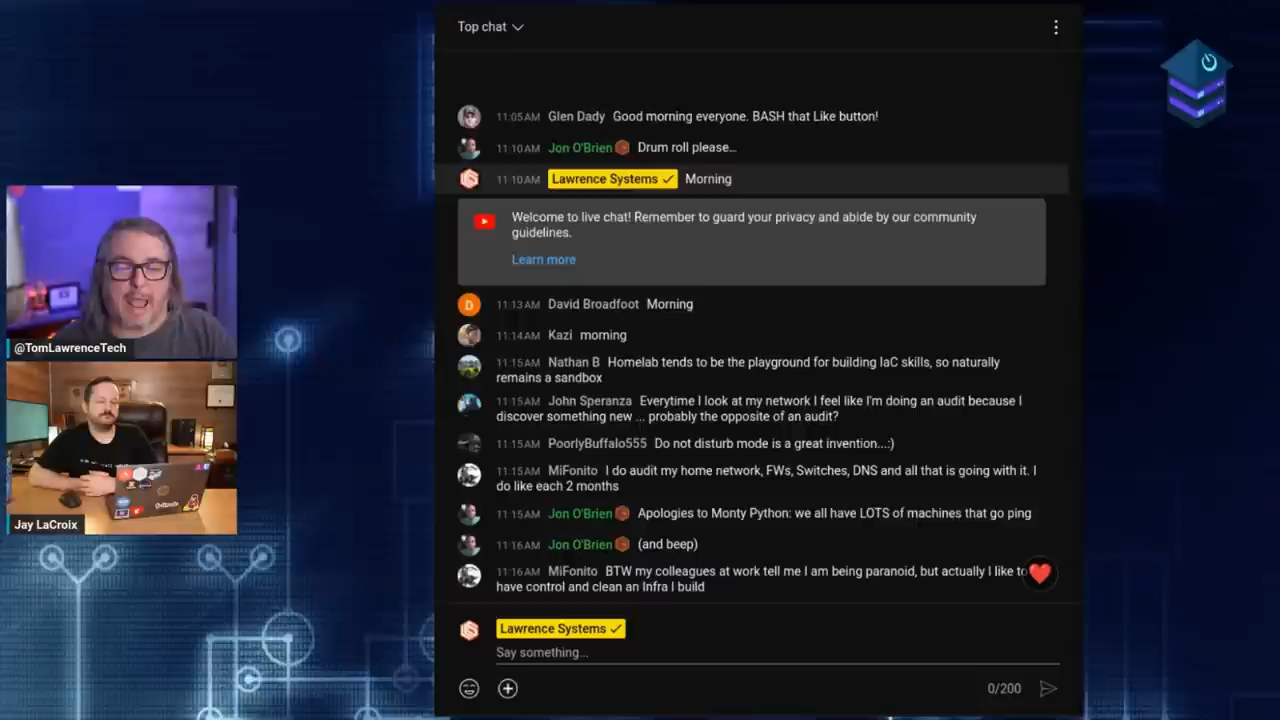 Top chat
11:05 AM Glen Dady Good morning everyone. BASH that Like button!
11:10 AM Jon O'Brien Drum roll please…
11:10 AM Lawrence Systems ✓ Morning
Welcome to live chat! Remember to guard your privacy and abide by our community
guidelines.
Learn more
D 11:13 AM David Broadfoot Morning
11:14 AM Kazi morning
11:15 AM Nathan B Homelab tends to be the playground for building IaC skills, so naturally
remains a sandbox
11:15 AM John Speranza Everytime I look at my network I feel like I'm doing an audit because I
discover something new ... probably the opposite of an audit?
11:15 AM PoorlyBuffalo555 Do not disturb mode is a great invention...:)
11:15 AM MiFonito I do audit my home network, FWs, Switches, DNS and all that is going with it. I
do like each 2 months
11:15 AM Jon O'Brien Apologies to Monty Python: we all have LOTS of machines that go ping
11:16 AM Jon O'Brien (and beep)
11:16 AM MiFonito BTW my colleagues at work tell me I am being paranoid, but actually I like to
have control and clean an Infra I build
Lawrence Systems ✓
Say something...
0/200
@TomLawrenceTech
Jay LaCroix